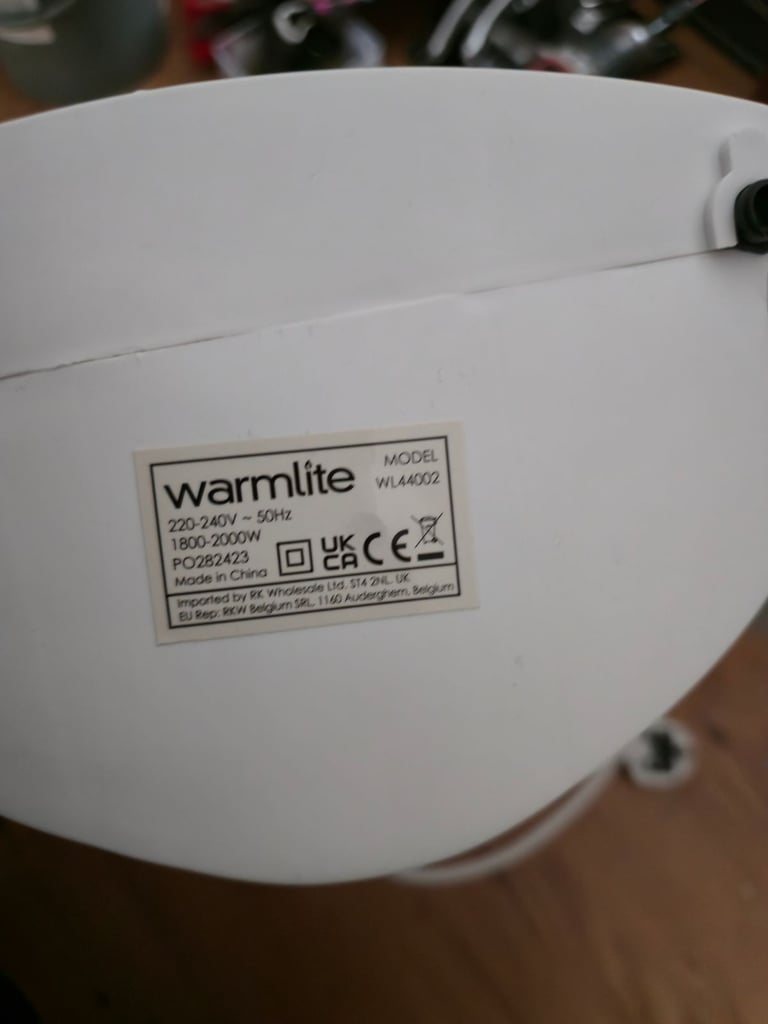 warmlite
MODEL
WL44002
220-240V ~ 50Hz
1800-2000W
PO282423
Made in China
UK
CA CE
Imported by RK Wholesale Ltd. ST4 2NL. UK
EU Rep: RKW Belgium SRL, 1160 Auderghem, Belgium